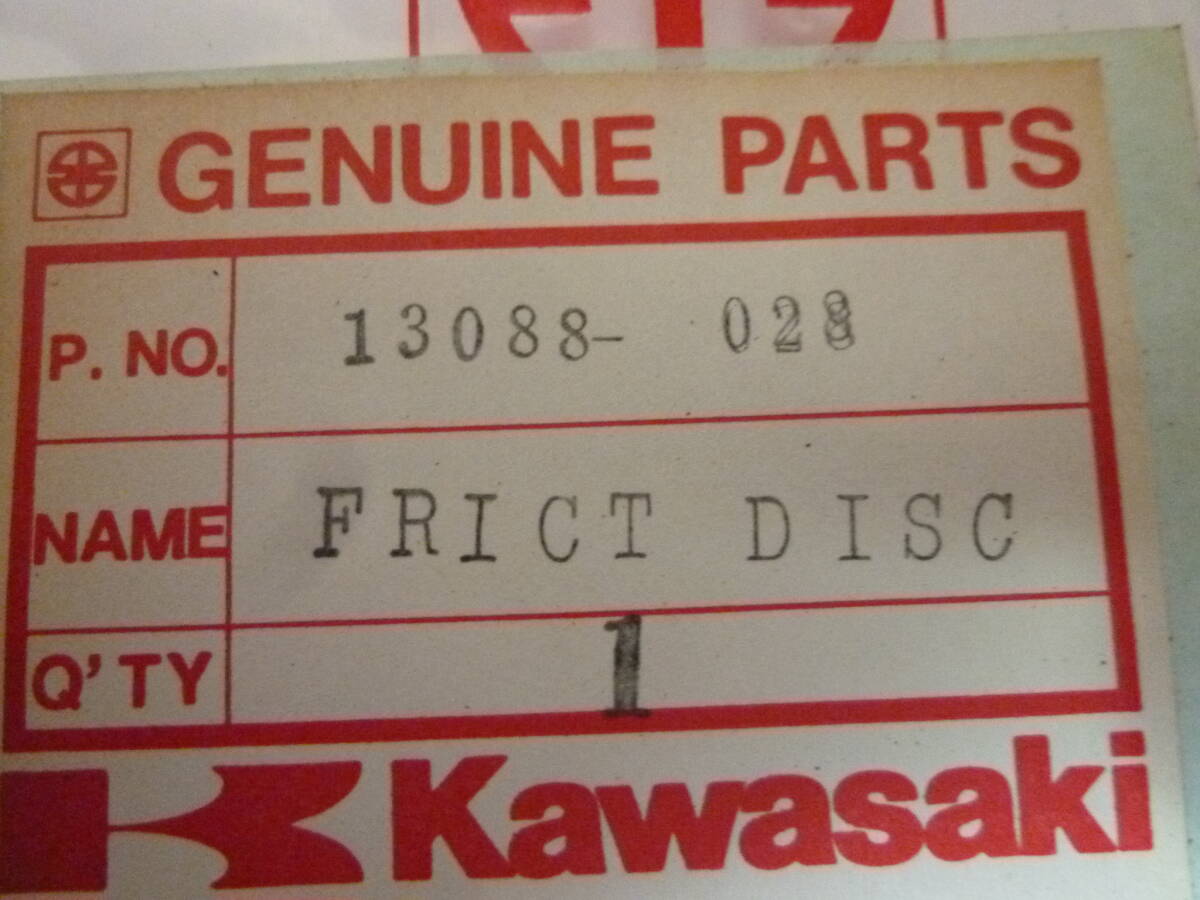 GENUINE PARTS
P. NO. 13088- 028
NAME FRICT DISC
Q'TY 1
Kawasaki